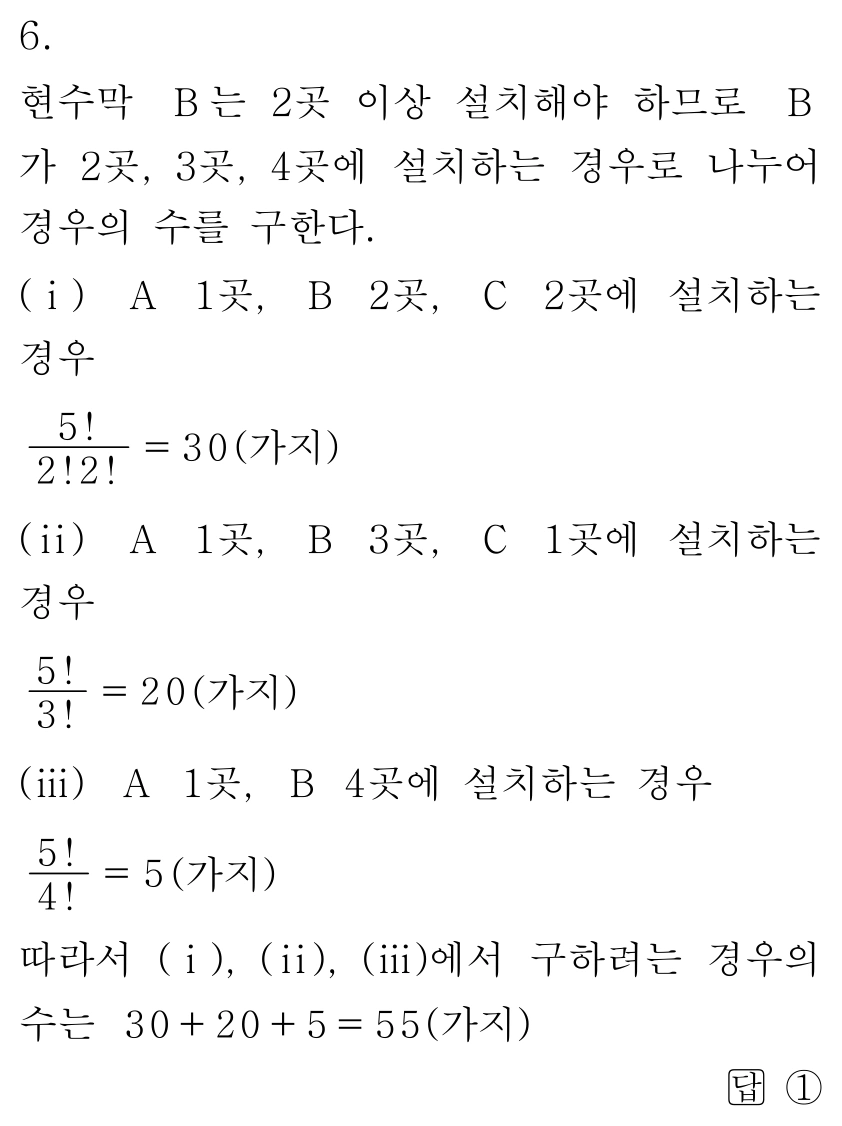 6.
현수막 B는 2곳 이상 설치해야 하므로 B
가 2곳, 3곳, 4곳에 설치하는 경우로 나누어
경우의 수를 구한다.
(ⅰ) A 1곳, B 2곳, C 2곳에 설치하는
경우
5!/2!2! = 30(가지)
(ⅱ) A 1곳, B 3곳, C 1곳에 설치하는
경우
5!/3! = 20(가지)
(ⅲ) A 1곳, B 4곳에 설치하는 경우
5!/4! = 5(가지)
따라서 (ⅰ), (ⅱ), (ⅲ)에서 구하려는 경우의
수는 30 + 20 + 5 = 55(가지)
답 ①